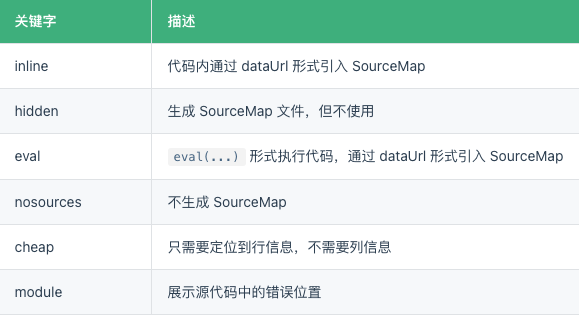 关键字 描述
inline 代码内通过 dataUrl 形式引入 SourceMap
hidden 生成 SourceMap 文件，但不使用
eval eval(...) 形式执行代码，通过 dataUrl 形式引入 SourceMap
nosources 不生成 SourceMap
cheap 只需要定位到行信息，不需要列信息
module 展示源代码中的错误位置